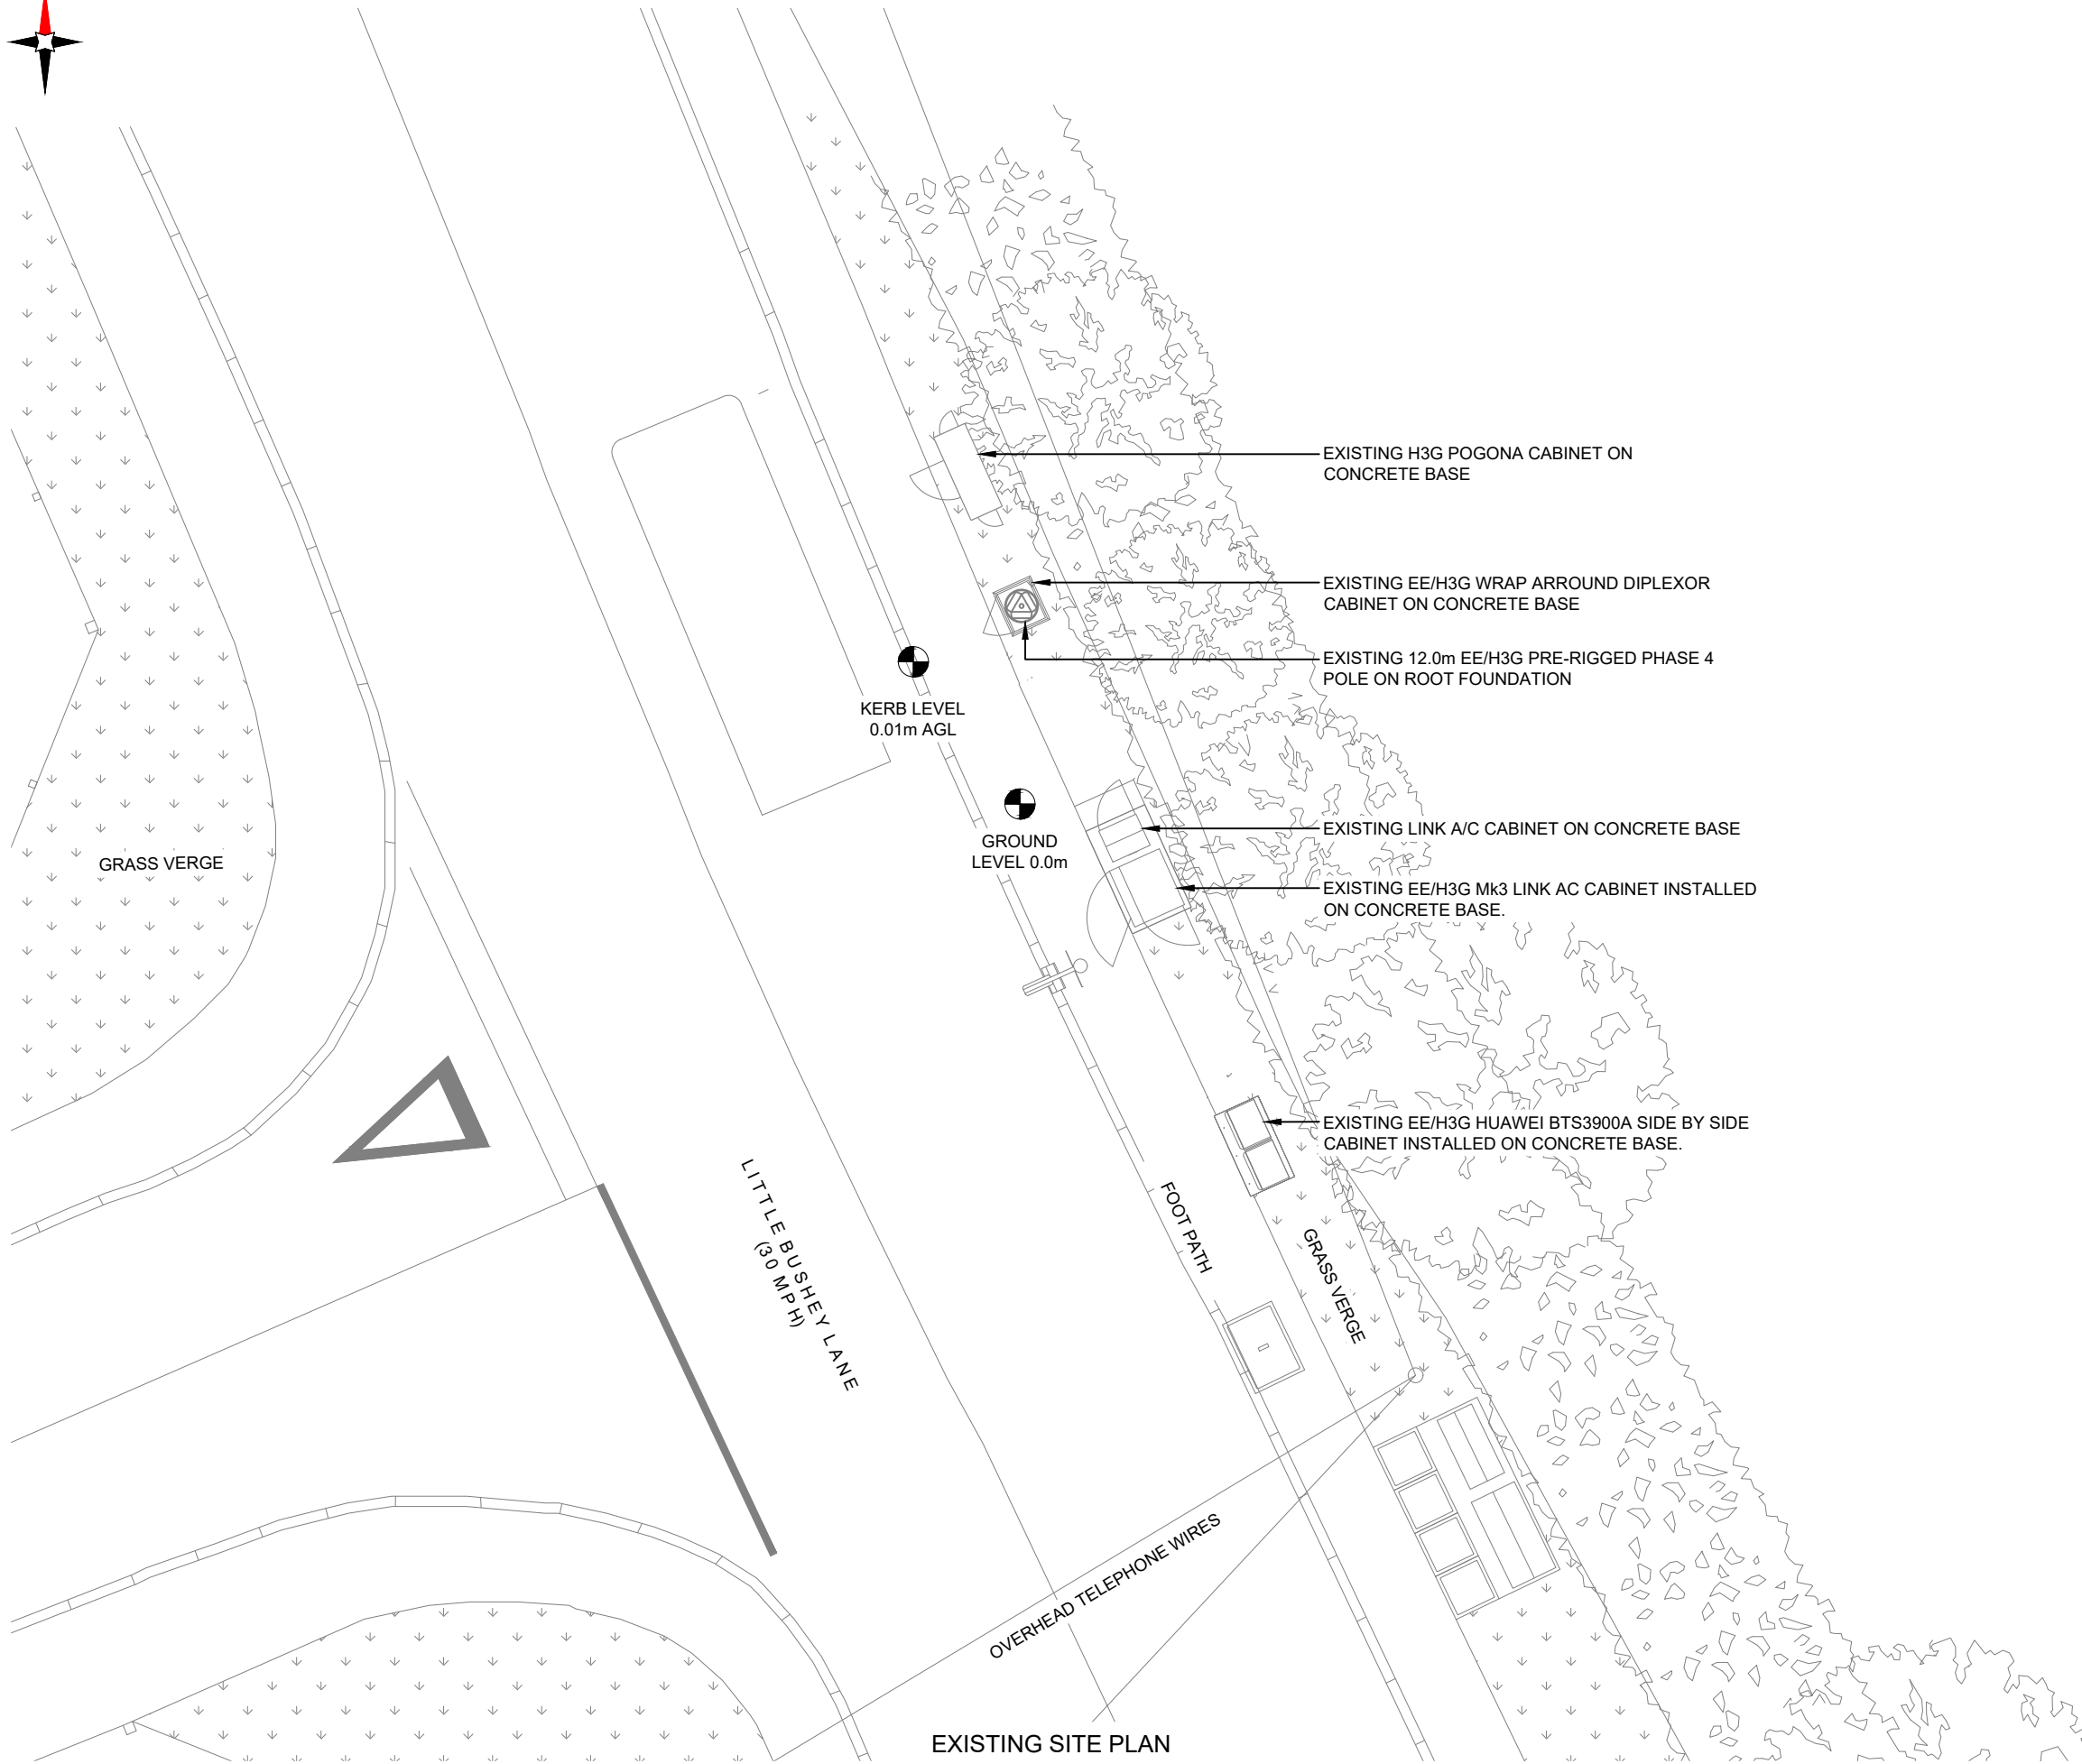 EXISTING H3G POGONA CABINET ON
CONCRETE BASE
EXISTING EE/H3G WRAP ARROUND DIPLEXOR
CABINET ON CONCRETE BASE
EXISTING 12.0m EE/H3G PRE-RIGGED PHASE 4
POLE ON ROOT FOUNDATION
KERB LEVEL
0.01m AGL
GROUND
LEVEL 0.0m
EXISTING LINK A/C CABINET ON CONCRETE BASE
GRASS VERGE
EXISTING EE/H3G Mk3 LINK AC CABINET INSTALLED
ON CONCRETE BASE.
EXISTING EE/H3G HUAWEI BTS3900A SIDE BY SIDE
CABINET INSTALLED ON CONCRETE BASE.
LITTLE BUSHEY LANE
(30 MPH)
FOOT PATH
GRASS VERGE
OVERHEAD TELEPHONE WIRES
EXISTING SITE PLAN